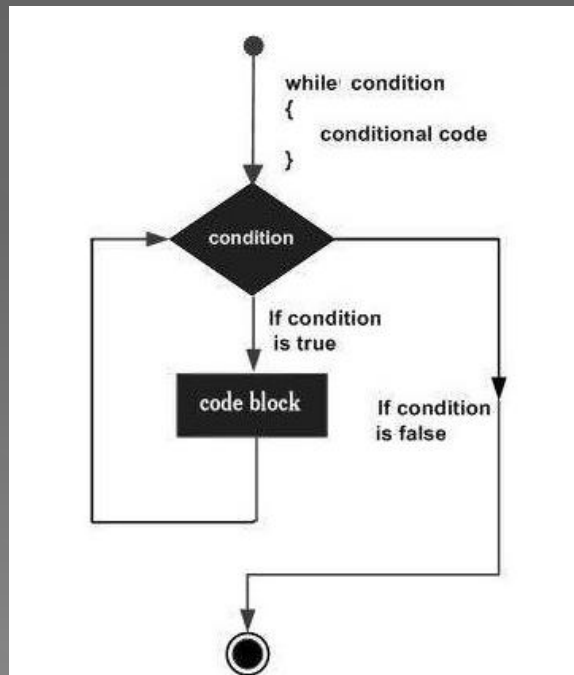 while condition
{
conditional code
}
condition
If condition
is true
code block
If condition
is false